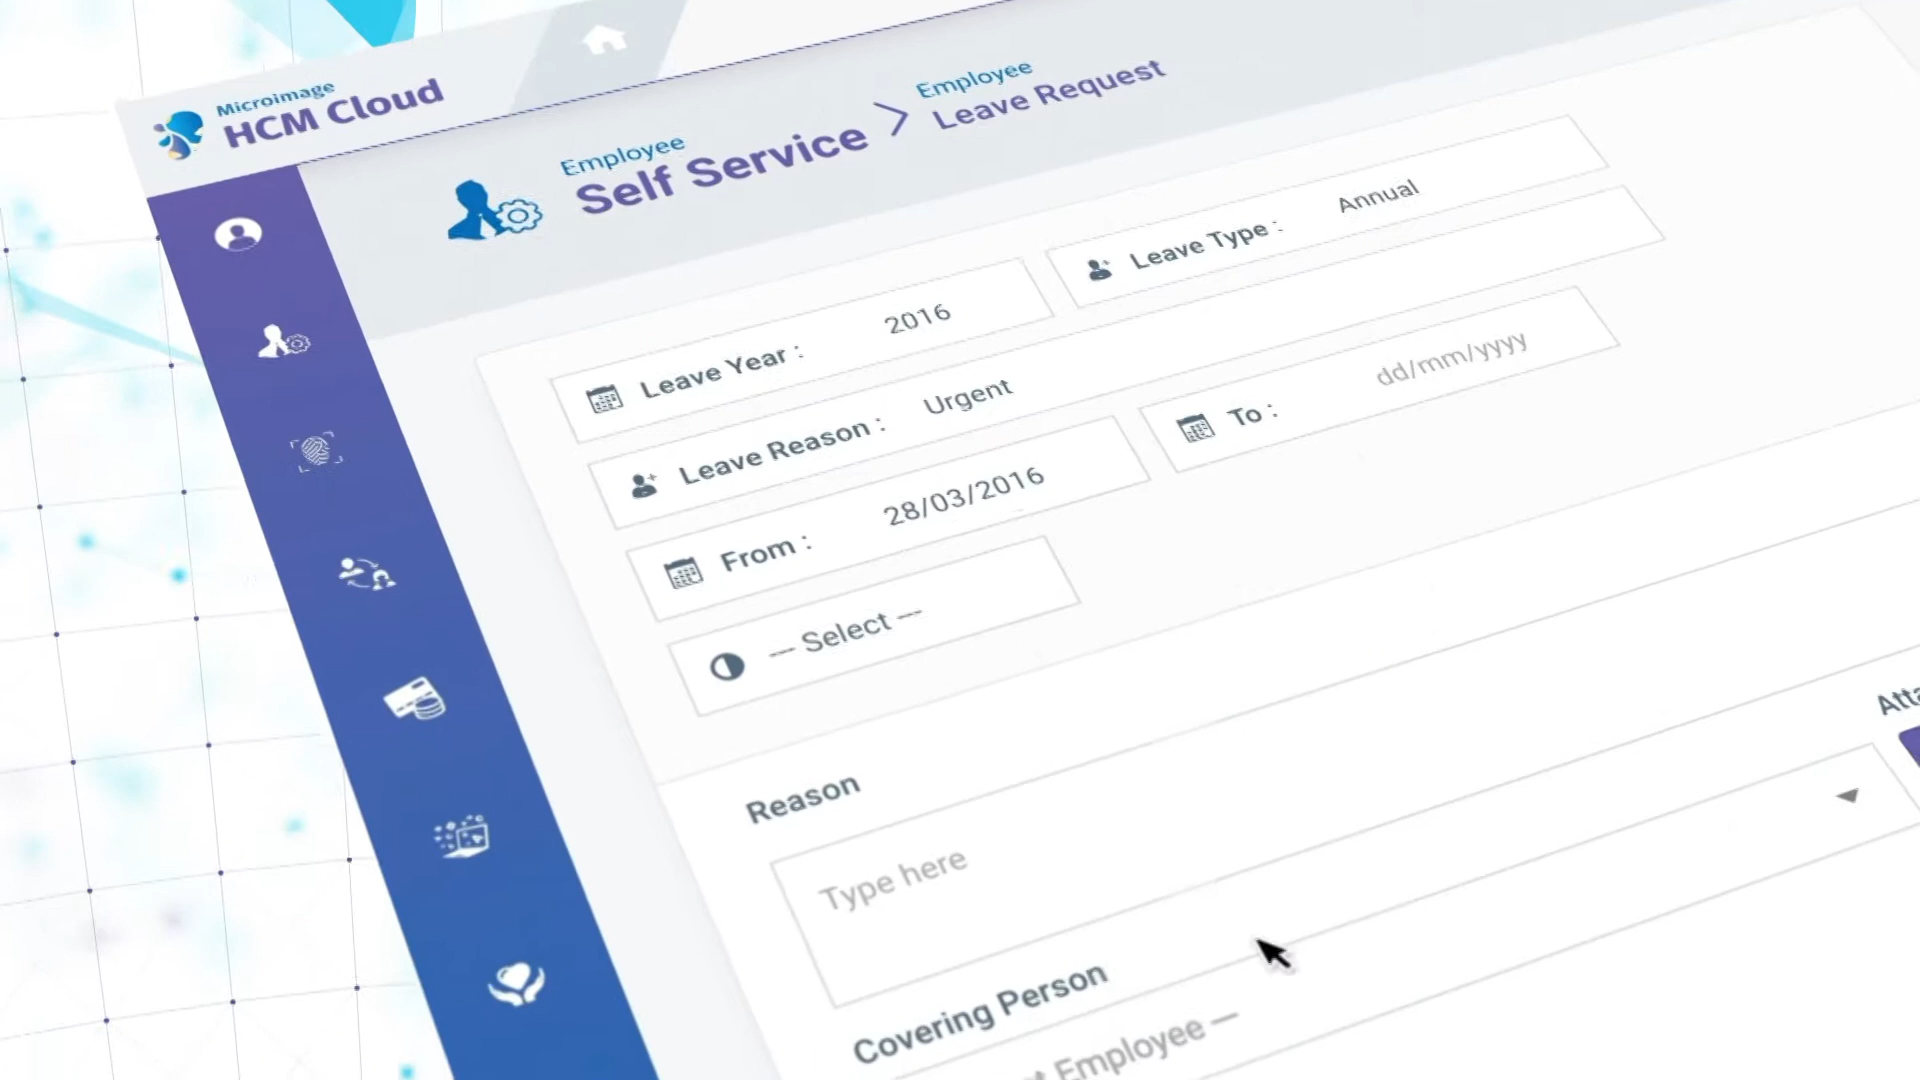 Microimage
HCM Cloud
Employee
Self Service
Employee
Leave Request
Leave Year : 2016
Leave Type : Annual
Leave Reason : Urgent
From : 28/03/2016
To : dd/mm/yyyy
--- Select ---
Reason
Type here
Covering Person
Employee ---